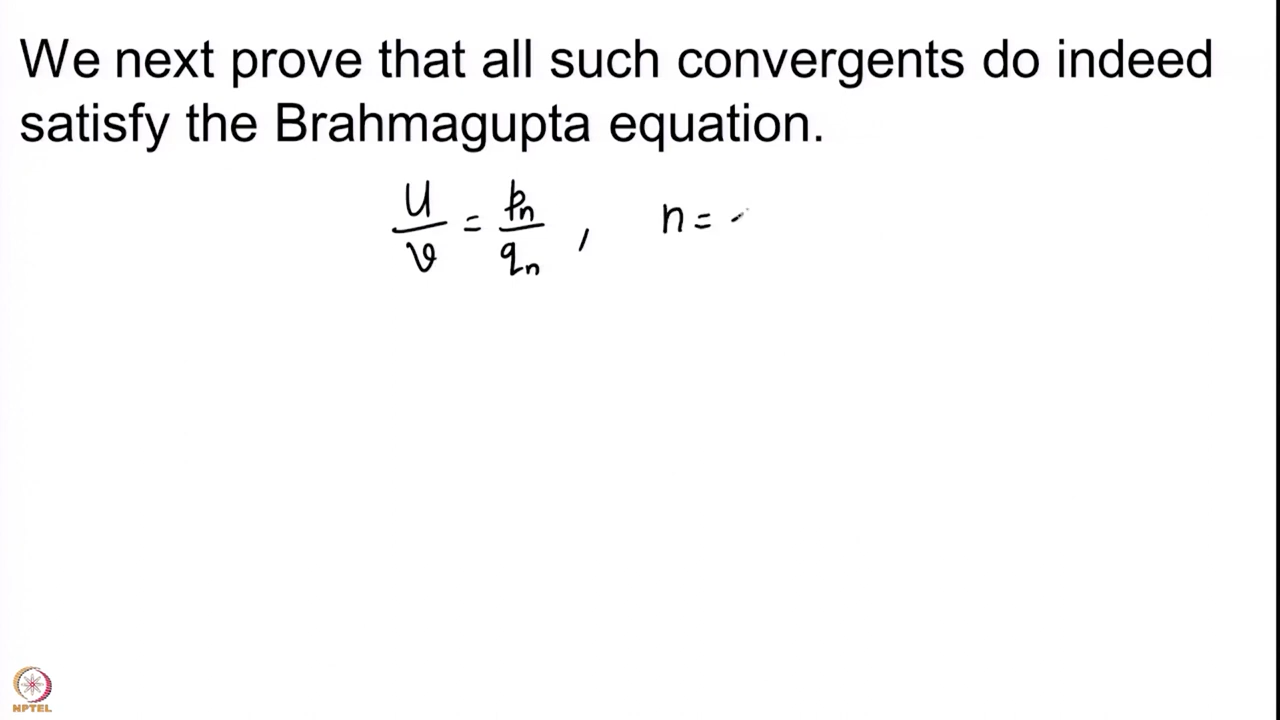 We next prove that all such convergents do indeed
satisfy the Brahmagupta equation.
u/v = pₙ/qₙ , n =
NPTEL